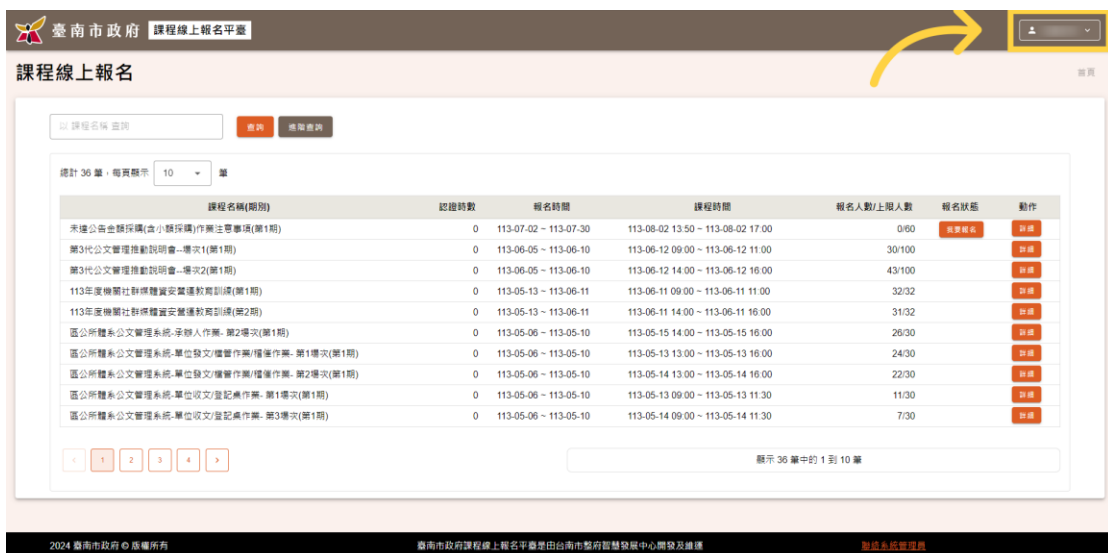 臺南市政府 課程線上報名平臺
課程線上報名
首頁
以 課程名稱 查詢 查詢 進階查詢
總計 36 筆,每頁顯示 10 筆
課程名稱(期別) 認證時數 報名時間 課程時間 報名人數/上限人數 報名狀態 動作
未達公告金額採購(含小額採購)作業注意事項(第1期) 0 113-07-02 ~ 113-07-30 113-08-02 13:50 ~ 113-08-02 17:00 0/60 我要報名 詳細
第3代公文管理推動說明會--場次1(第1期) 0 113-06-05 ~ 113-06-10 113-06-12 09:00 ~ 113-06-12 11:00 30/100 詳細
第3代公文管理推動說明會--場次2(第1期) 0 113-06-05 ~ 113-06-10 113-06-12 14:00 ~ 113-06-12 16:00 43/100 詳細
113年度機關社群媒體資安營運教育訓練(第1期) 0 113-05-13 ~ 113-06-11 113-06-11 09:00 ~ 113-06-11 11:00 32/32 詳細
113年度機關社群媒體資安營運教育訓練(第2期) 0 113-05-13 ~ 113-06-11 113-06-11 14:00 ~ 113-06-11 16:00 31/32 詳細
區公所體系公文管理系統-承辦人作業- 第2場次(第1期) 0 113-05-06 ~ 113-05-10 113-05-15 14:00 ~ 113-05-15 16:00 26/30 詳細
區公所體系公文管理系統-單位發文/檔管作業/稽催作業- 第1場次(第1期) 0 113-05-06 ~ 113-05-10 113-05-13 13:00 ~ 113-05-13 16:00 24/30 詳細
區公所體系公文管理系統-單位發文/檔管作業/稽催作業- 第2場次(第1期) 0 113-05-06 ~ 113-05-10 113-05-14 13:00 ~ 113-05-14 16:00 22/30 詳細
區公所體系公文管理系統-單位收文/登記桌作業- 第1場次(第1期) 0 113-05-06 ~ 113-05-10 113-05-13 09:00 ~ 113-05-13 11:30 11/30 詳細
區公所體系公文管理系統-單位收文/登記桌作業- 第3場次(第1期) 0 113-05-06 ~ 113-05-10 113-05-14 09:00 ~ 113-05-14 11:30 7/30 詳細
< 1 2 3 4 > 顯示 36 筆中的 1 到 10 筆
2024 臺南市政府 © 版權所有 臺南市政府課程線上報名平臺是由台南市政府智慧發展中心開發及維運 聯絡系統管理員